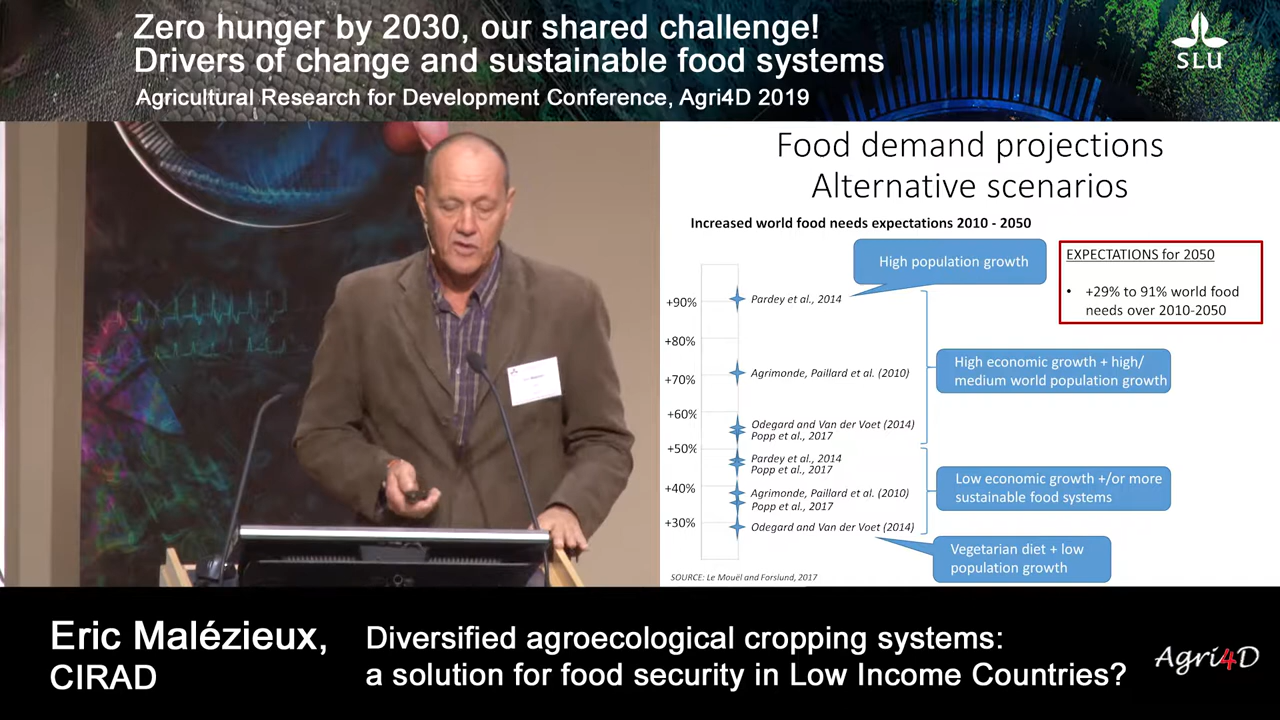 Zero hunger by 2030, our shared challenge!
Drivers of change and sustainable food systems
Agricultural Research for Development Conference, Agri4D 2019
SLU
Food demand projections
Alternative scenarios
Increased world food needs expectations 2010 - 2050
High population growth
EXPECTATIONS for 2050
• +29% to 91% world food
needs over 2010-2050
+90%
Pardey et al., 2014
+80%
High economic growth + high/
medium world population growth
+70%
Agrimonde, Paillard et al. (2010)
+60%
Odegard and Van der Voet (2014)
Popp et al., 2017
+50%
Pardey et al., 2014
Popp et al., 2017
Low economic growth +/or more
sustainable food systems
+40%
Agrimonde, Paillard et al. (2010)
Popp et al., 2017
+30%
Odegard and Van der Voet (2014)
Vegetarian diet + low
population growth
SOURCE: Le Mouël and Forslund, 2017
Eric Malézieux,
CIRAD
Diversified agroecological cropping systems:
a solution for food security in Low Income Countries?
Agri4D